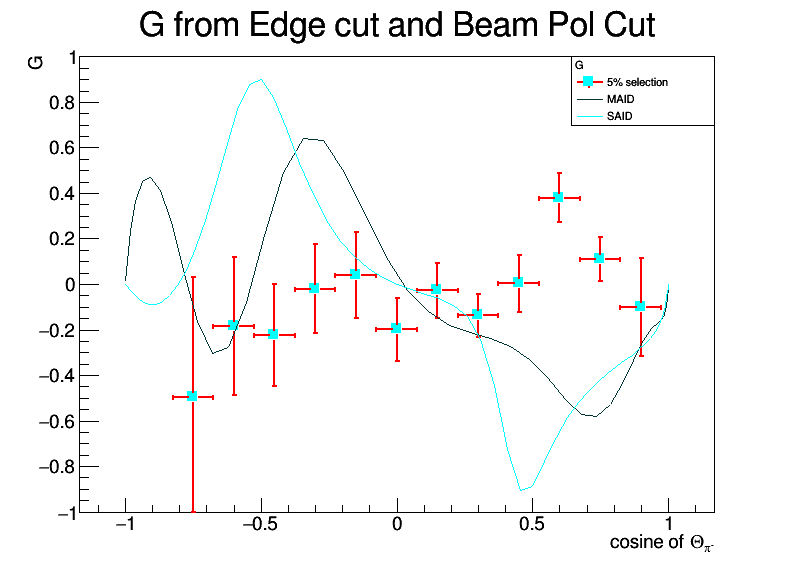 G from Edge cut and Beam Pol Cut
G
G
5% selection
MAID
SAID
1
0.8
0.6
0.4
0.2
0
−0.2
−0.4
−0.6
−0.8
−1
−1 −0.5 0 0.5 1
cosine of Θπ-